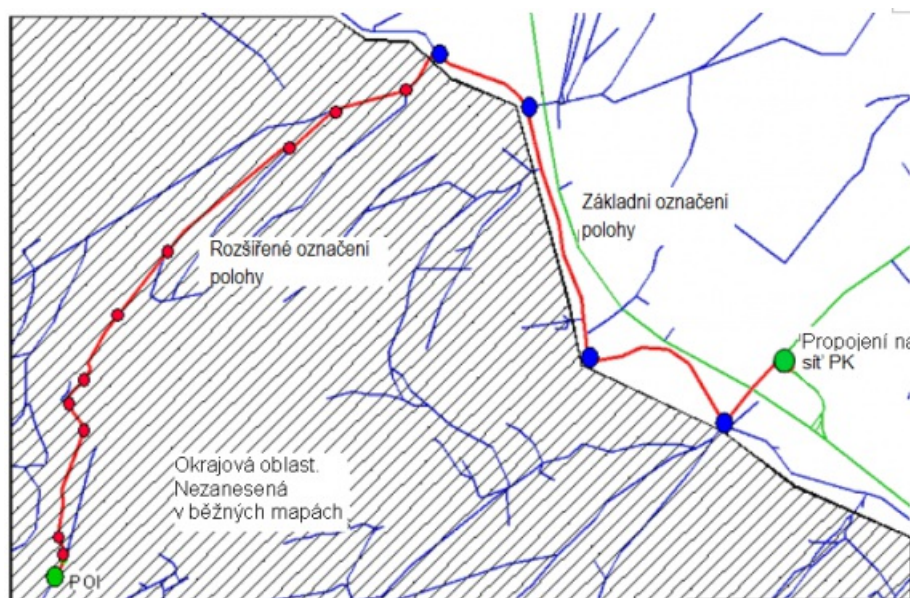 Základní označení
polohy
Rozšířené označení
polohy
Propojení na
síť PK
Okrajová oblast.
Nezanesená
v běžných mapách
POI